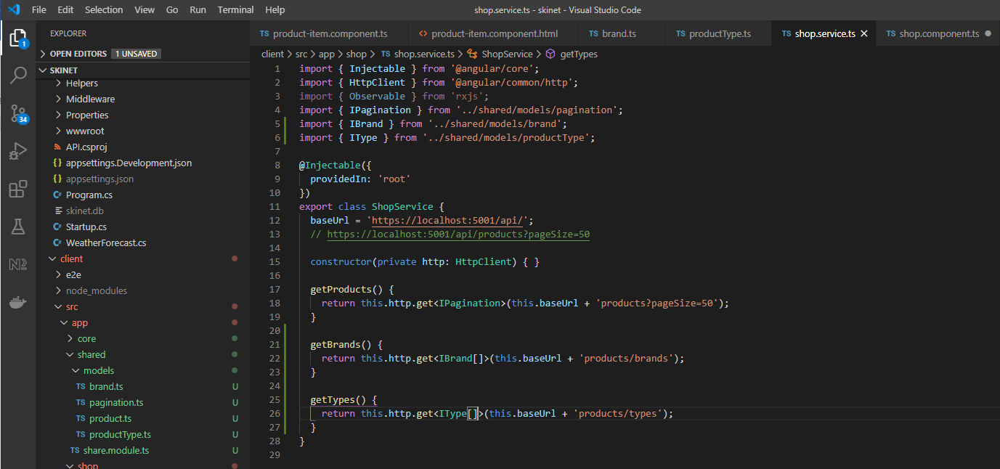 File Edit Selection View Go Run Terminal Help shop.service.ts - skinet - Visual Studio Code
1
34
EXPLORER
OPEN EDITORS 1 UNSAVED
SKINET
Helpers
Middleware
Properties
wwwroot
API.csproj
{} appsettings.Development.json
{} appsettings.json
C# Program.cs
skinet.db
C# Startup.cs
C# WeatherForecast.cs
client
e2e
node_modules
src
app
core
shared
models
TS brand.ts U
TS pagination.ts U
TS product.ts U
TS productType.ts U
TS share.module.ts U
shop
TS product-item.component.ts <> product-item.component.html TS brand.ts TS productType.ts TS shop.service.ts TS shop.component.ts
client > src > app > shop > TS shop.service.ts > ShopService > getTypes
1 import { Injectable } from '@angular/core';
2 import { HttpClient } from '@angular/common/http';
3 import { Observable } from 'rxjs';
4 import { IPagination } from '../shared/models/pagination';
5 import { IBrand } from '../shared/models/brand';
6 import { IType } from '../shared/models/productType';
7
8 @Injectable({
9 providedIn: 'root'
10 })
11 export class ShopService {
12 baseUrl = 'https://localhost:5001/api/';
13 // https://localhost:5001/api/products?pageSize=50
14
15 constructor(private http: HttpClient) { }
16
17 getProducts() {
18 return this.http.get<IPagination>(this.baseUrl + 'products?pageSize=50');
19 }
20
21 getBrands() {
22 return this.http.get<IBrand[]>(this.baseUrl + 'products/brands');
23 }
24
25 getTypes() {
26 return this.http.get<IType[]>(this.baseUrl + 'products/types');
27 }
28 }
29